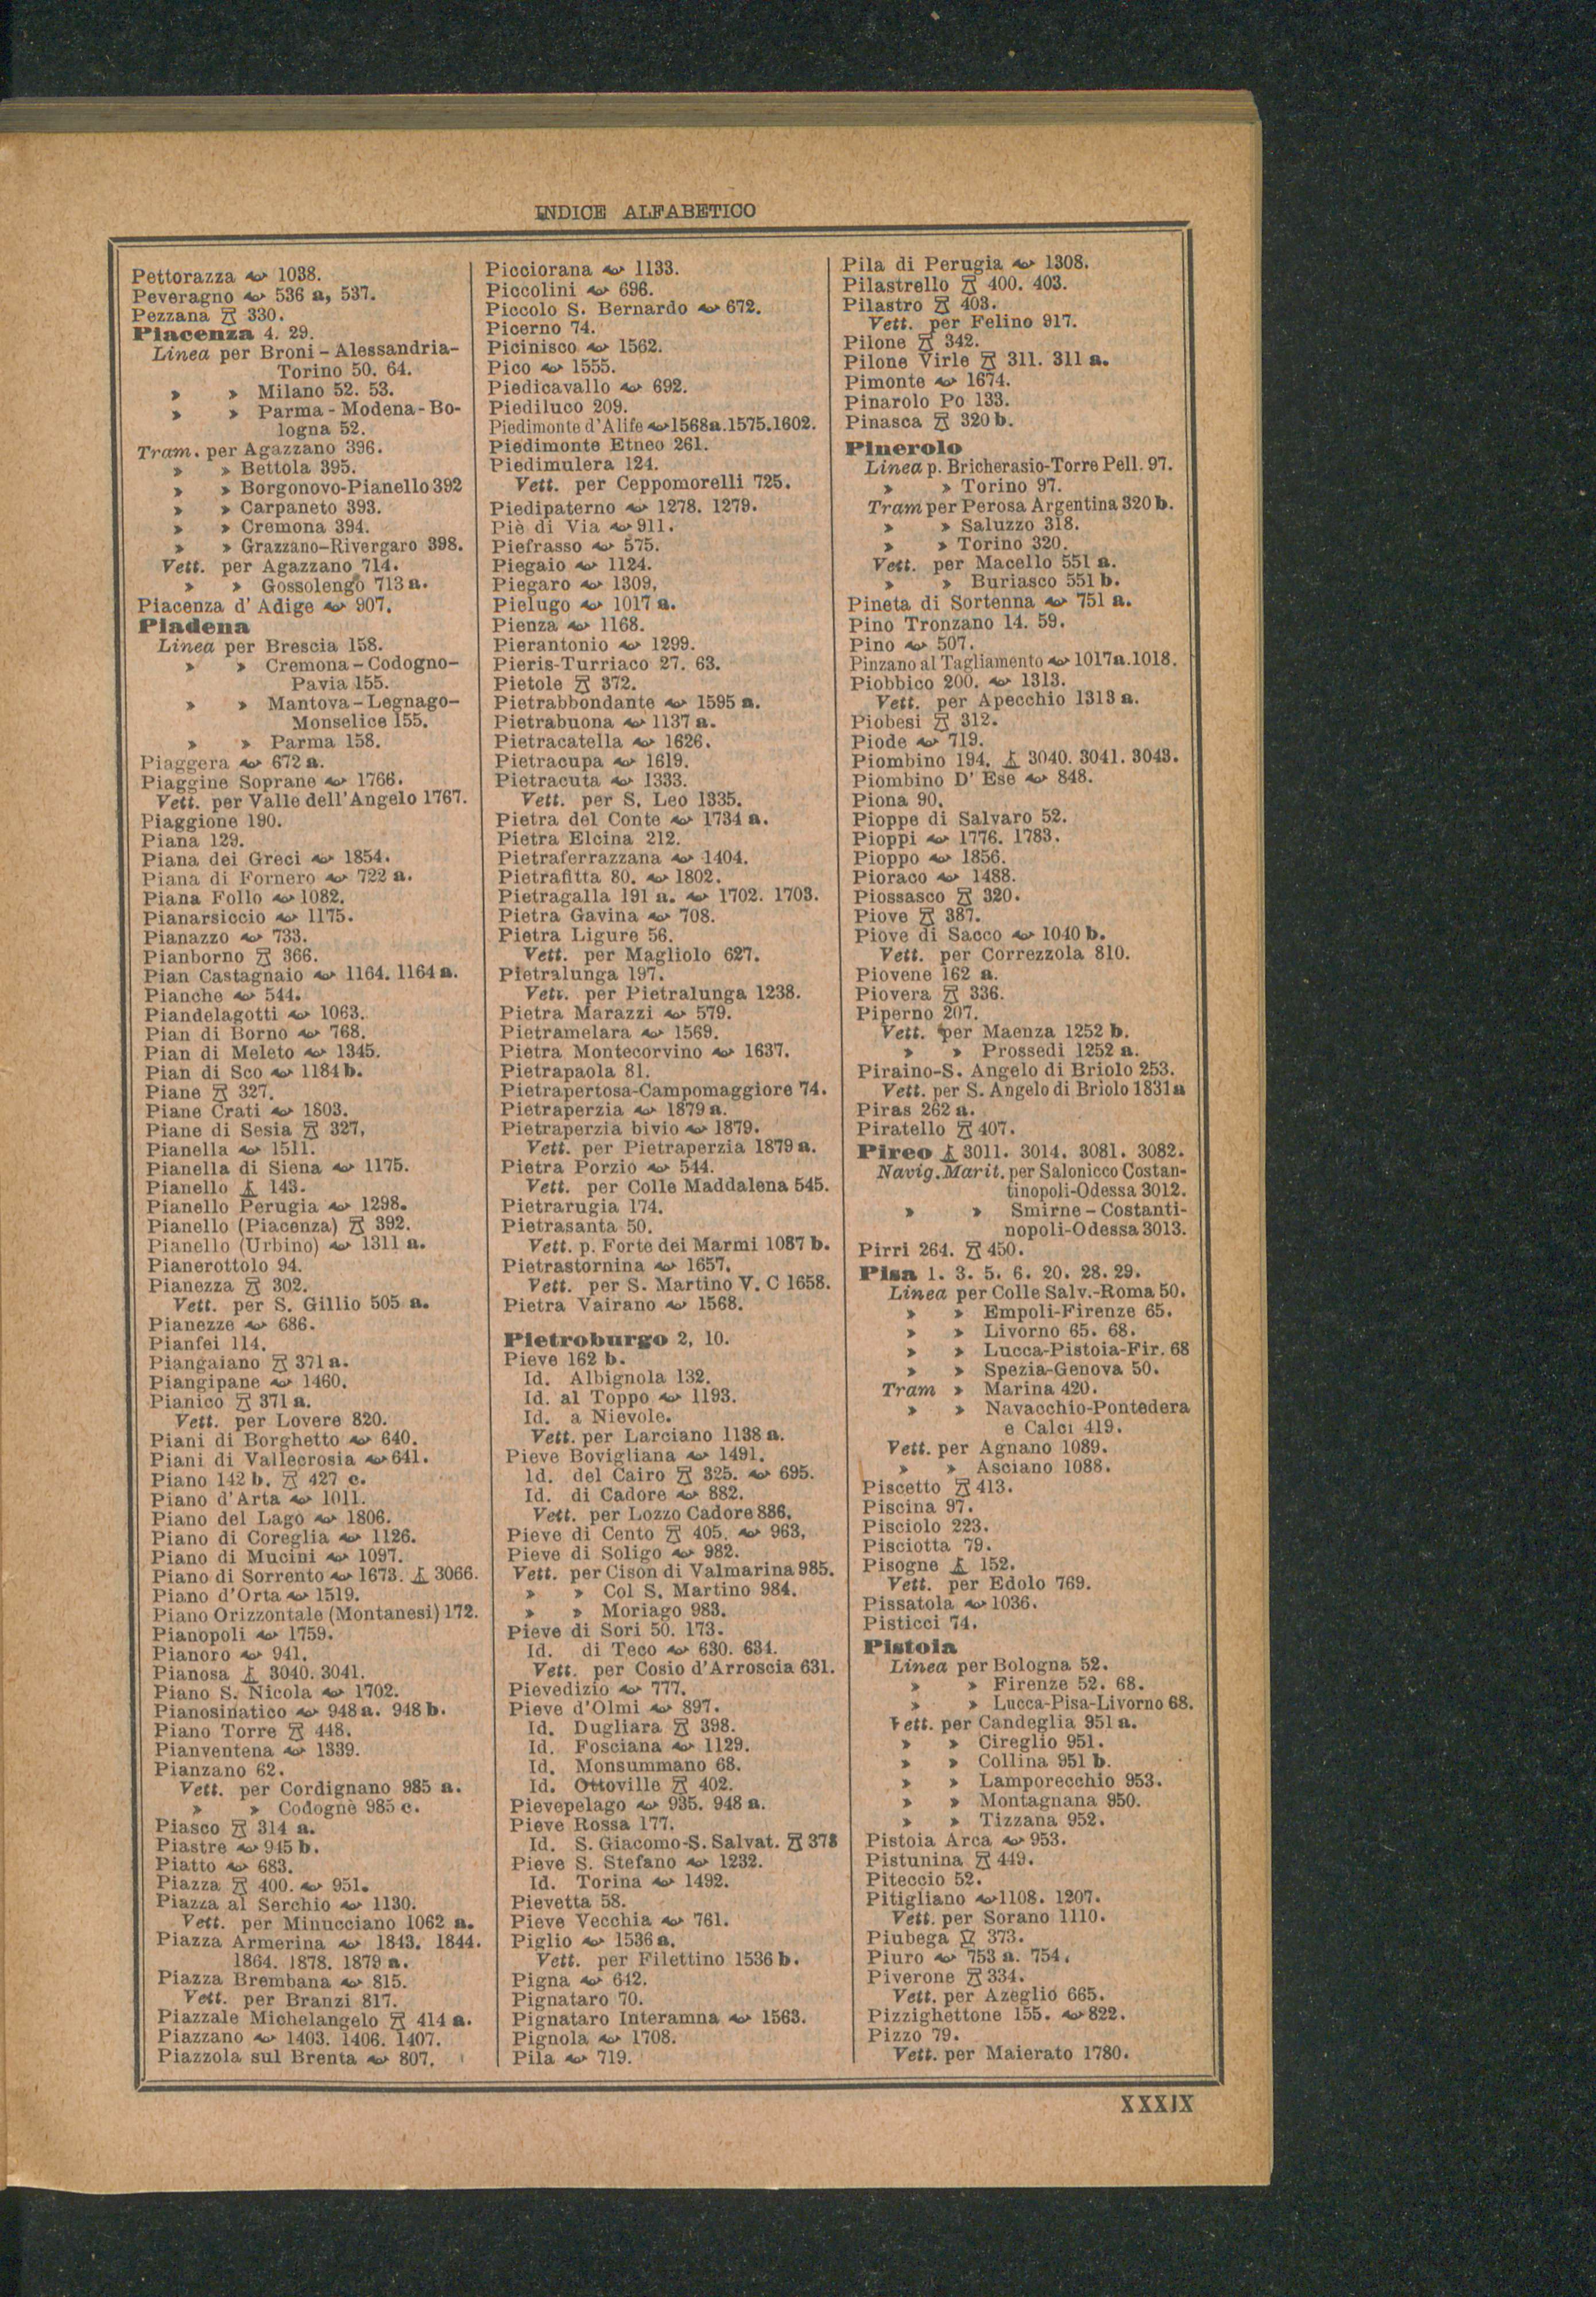 INDICE ALFABETICO
Pettorazza 1038.
Peveragno 536 a, 537.
Pezzana 330.
Piacenza 4. 29.
Linea per Broni - Alessandria-
Torino 50. 64.
» » Milano 52. 53.
» » Parma - Modena - Bo-
logna 52.
Tram. per Agazzano 396.
» » Bettola 395.
» » Borgonovo-Pianello 392
» » Carpaneto 393.
» » Cremona 394.
» » Grazzano-Rivergaro 398.
Vett. per Agazzano 714.
» » Gossolengo 713 a.
Piacenza d' Adige 907.
Piadena
Linea per Brescia 158.
» » Cremona - Codogno-
Pavia 155.
» » Mantova - Legnago-
Monselice 155.
» » Parma 158.
Piaggera 672 a.
Piaggine Soprane 1766.
Vett. per Valle dell'Angelo 1767.
Piaggione 190.
Piana 129.
Piana dei Greci 1854.
Piana di Fornero 722 a.
Piana Follo 1082.
Pianarsiccio 1175.
Pianazzo 733.
Pianborno 366.
Pian Castagnaio 1164. 1164 a.
Pianche 544.
Piandelagotti 1063.
Pian di Borno 768.
Pian di Meleto 1345.
Pian di Sco 1184 b.
Piane 327.
Piane Crati 1803.
Piane di Sesia 327,
Pianella 1511.
Pianella di Siena 1175.
Pianello 143.
Pianello Perugia 1298.
Pianello (Piacenza) 392.
Pianello (Urbino) 1311 a.
Pianerottolo 94.
Pianezza 302.
Vett. per S. Gillio 505 a.
Pianezze 686.
Pianfei 114.
Piangaiano 371 a.
Piangipane 1460.
Pianico 371 a.
Vett. per Lovere 820.
Piani di Borghetto 640.
Piani di Vallecrosia 641.
Piano 142 b. 427 c.
Piano d'Arta 1011.
Piano del Lago 1806.
Piano di Coreglia 1126.
Piano di Mucini 1097.
Piano di Sorrento 1673. 3066.
Piano d'Orta 1519.
Piano Orizzontale (Montanesi) 172.
Pianopoli 1759.
Pianoro 941.
Pianosa 3040. 3041.
Piano S. Nicola 1702.
Pianosinatico 948 a. 948 b.
Piano Torre 448.
Pianventena 1339.
Pianzano 62.
Vett. per Cordignano 985 a.
» » Codognè 985 c.
Piasco 314 a.
Piastre 945 b.
Piatto 683.
Piazza 400. 951.
Piazza al Serchio 1130.
Vett. per Minucciano 1062 a.
Piazza Armerina 1843. 1844.
1864. 1878. 1879 a.
Piazza Brembana 815.
Vett. per Branzi 817.
Piazzale Michelangelo 414 a.
Piazzano 1403. 1406. 1407.
Piazzola sul Brenta 807.
Picciorana 1133.
Piccolini 696.
Piccolo S. Bernardo 672.
Picerno 74.
Picinisco 1562.
Pico 1555.
Piedicavallo 692.
Piediluco 209.
Piedimonte d'Alife 1568a.1575.1602.
Piedimonte Etneo 261.
Piedimulera 124.
Vett. per Ceppomorelli 725.
Piedipaterno 1278. 1279.
Piè di Via 911.
Piefrasso 575.
Piegaio 1124.
Piegaro 1309,
Pielugo 1017 a.
Pienza 1168.
Pierantonio 1299.
Pieris-Turriaco 27. 63.
Pietole 372.
Pietrabbondante 1595 a.
Pietrabuona 1137 a.
Pietracatella 1626.
Pietracupa 1619.
Pietracuta 1333.
Vett. per S. Leo 1335.
Pietra del Conte 1734 a.
Pietra Elcina 212.
Pietraferrazzana 1404.
Pietrafitta 80. 1802.
Pietragalla 191 a. 1702. 1703.
Pietra Gavina 708.
Pietra Ligure 56.
Vett. per Magliolo 627.
Pietralunga 197.
Vett. per Pietralunga 1238.
Pietra Marazzi 579.
Pietramelara 1569.
Pietra Montecorvino 1637.
Pietrapaola 81.
Pietrapertosa-Campomaggiore 74.
Pietraperzia 1879 a.
Pietraperzia bivio 1879.
Vett. per Pietraperzia 1879 a.
Pietra Porzio 544.
Vett. per Colle Maddalena 545.
Pietrarugia 174.
Pietrasanta 50.
Vett. p. Forte dei Marmi 1087 b.
Pietrastornina 1657.
Vett. per S. Martino V. C 1658.
Pietra Vairano 1568.
Pietroburgo 2, 10.
Pieve 162 b.
Id. Albignola 132.
Id. al Toppo 1193.
Id. a Nievole.
Vett. per Larciano 1138 a.
Pieve Bovigliana 1491.
Id. del Cairo 325. 695.
Id. di Cadore 882.
Vett. per Lozzo Cadore 886.
Pieve di Cento 405. 963,
Pieve di Soligo 982.
Vett. per Cison di Valmarina 985.
» » Col S. Martino 984.
» » Moriago 983.
Pieve di Sori 50. 173.
Id. di Teco 630. 631.
Vett. per Cosio d'Arroscia 631.
Pievedizio 777.
Pieve d'Olmi 897.
Id. Dugliara 398.
Id. Fosciana 1129.
Id. Monsummano 68.
Id. Ottoville 402.
Pievepelago 935. 948 a.
Pieve Rossa 177.
Id. S. Giacomo-S. Salvat. 378
Pieve S. Stefano 1232.
Id. Torina 1492.
Pievetta 58.
Pieve Vecchia 761.
Piglio 1536 a.
Vett. per Filettino 1536 b.
Pigna 642.
Pignataro 70.
Pignataro Interamna 1563.
Pignola 1708.
Pila 719.
Pila di Perugia 1308.
Pilastrello 400. 403.
Pilastro 403.
Vett. per Felino 917.
Pilone 342.
Pilone Virle 311. 311 a.
Pimonte 1674.
Pinarolo Po 133.
Pinasca 320 b.
Pinerolo
Linea p. Bricherasio-Torre Pell. 97.
» » Torino 97.
Tram per Perosa Argentina 320 b.
» » Saluzzo 318.
» » Torino 320.
Vett. per Macello 551 a.
» » Buriasco 551 b.
Pineta di Sortenna 751 a.
Pino Tronzano 14. 59.
Pino 507.
Pinzano al Tagliamento 1017a.1018.
Piobbico 200. 1313.
Vett. per Apecchio 1313 a.
Piobesi 312.
Piode 719.
Piombino 194. 3040. 3041. 3043.
Piombino D' Ese 848.
Piona 90.
Pioppe di Salvaro 52.
Pioppi 1776. 1783.
Pioppo 1856.
Pioraco 1488.
Piossasco 320.
Piove 387.
Piove di Sacco 1040 b.
Vett. per Correzzola 810.
Piovene 162 a.
Piovera 336.
Piperno 207.
Vett. per Maenza 1252 b.
» » Prossedi 1252 a.
Piraino-S. Angelo di Briolo 253.
Vett. per S. Angelo di Briolo 1831 a
Piras 262 a.
Piratello 407.
Pireo 3011. 3014. 3081. 3082.
Navig. Marit. per Salonicco Costan-
tinopoli-Odessa 3012.
» » Smirne - Costanti-
nopoli-Odessa 3013.
Pirri 264. 450.
Pisa 1. 3. 5. 6. 20. 28. 29.
Linea per Colle Salv.-Roma 50.
» » Empoli-Firenze 65.
» » Livorno 65. 68.
» » Lucca-Pistoia-Fir. 68
» » Spezia-Genova 50.
Tram » Marina 420.
» » Navacchio-Pontedera
e Calci 419.
Vett. per Agnano 1089.
» » Asciano 1088.
Piscetto 413.
Piscina 97.
Pisciolo 223.
Pisciotta 79.
Pisogne 152.
Vett. per Edolo 769.
Pissatola 1036.
Pisticci 74.
Pistoia
Linea per Bologna 52.
» » Firenze 52. 68.
» » Lucca-Pisa-Livorno 68.
Vett. per Candeglia 951 a.
» » Cireglio 951.
» » Collina 951 b.
» » Lamporecchio 953.
» » Montagnana 950.
» » Tizzana 952.
Pistoia Arca 953.
Pistunina 449.
Piteccio 52.
Pitigliano 1108. 1207.
Vett. per Sorano 1110.
Piubega 373.
Piuro 753 a. 754.
Piverone 334.
Vett. per Azeglio 665.
Pizzighettone 155. 822.
Pizzo 79.
Vett. per Maierato 1780.
XXXIX